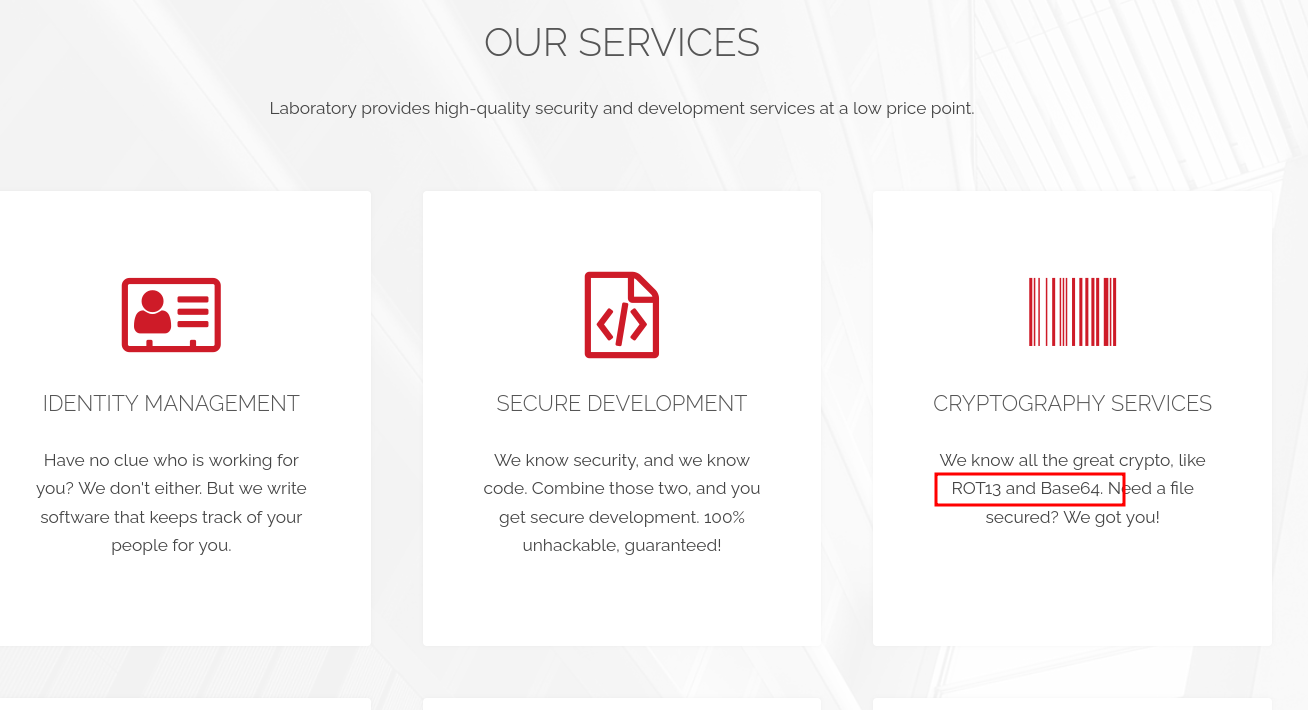 OUR SERVICES
Laboratory provides high-quality security and development services at a low price point.
IDENTITY MANAGEMENT
Have no clue who is working for
you? We don't either. But we write
software that keeps track of your
people for you.
SECURE DEVELOPMENT
We know security, and we know
code. Combine those two, and you
get secure development. 100%
unhackable, guaranteed!
CRYPTOGRAPHY SERVICES
We know all the great crypto, like
ROT13 and Base64. Need a file
secured? We got you!